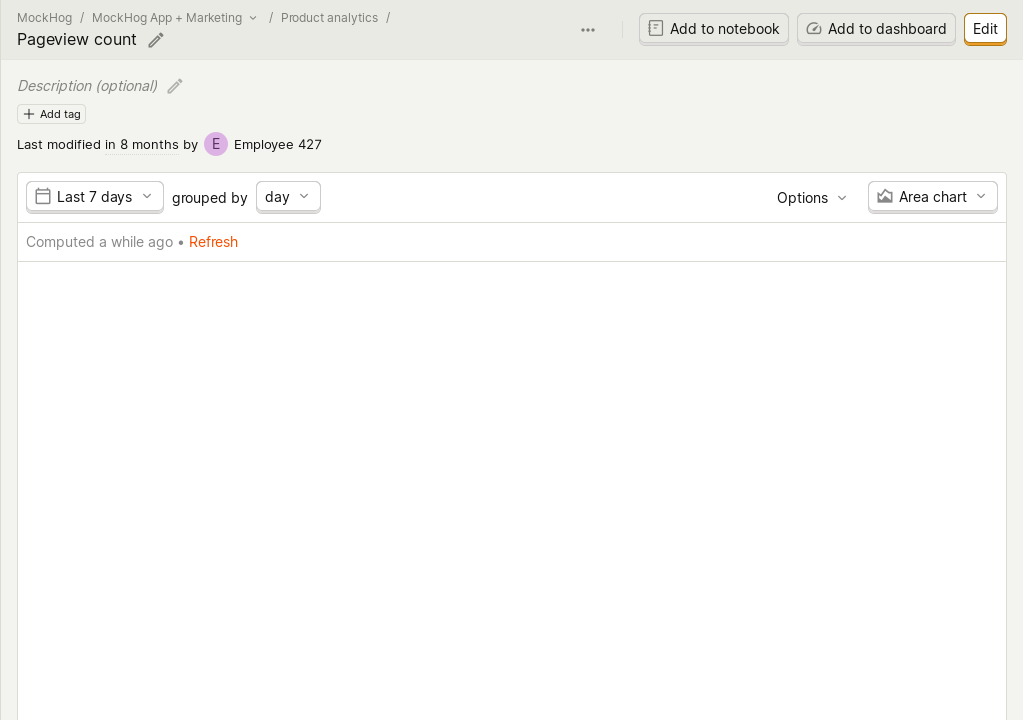 MockHog / MockHog App + Marketing / Product analytics /
Pageview count
Add to notebook
Add to dashboard
Edit
Description (optional)
Add tag
Last modified in 8 months by E Employee 427
Last 7 days grouped by day
Options
Area chart
Computed a while ago • Refresh